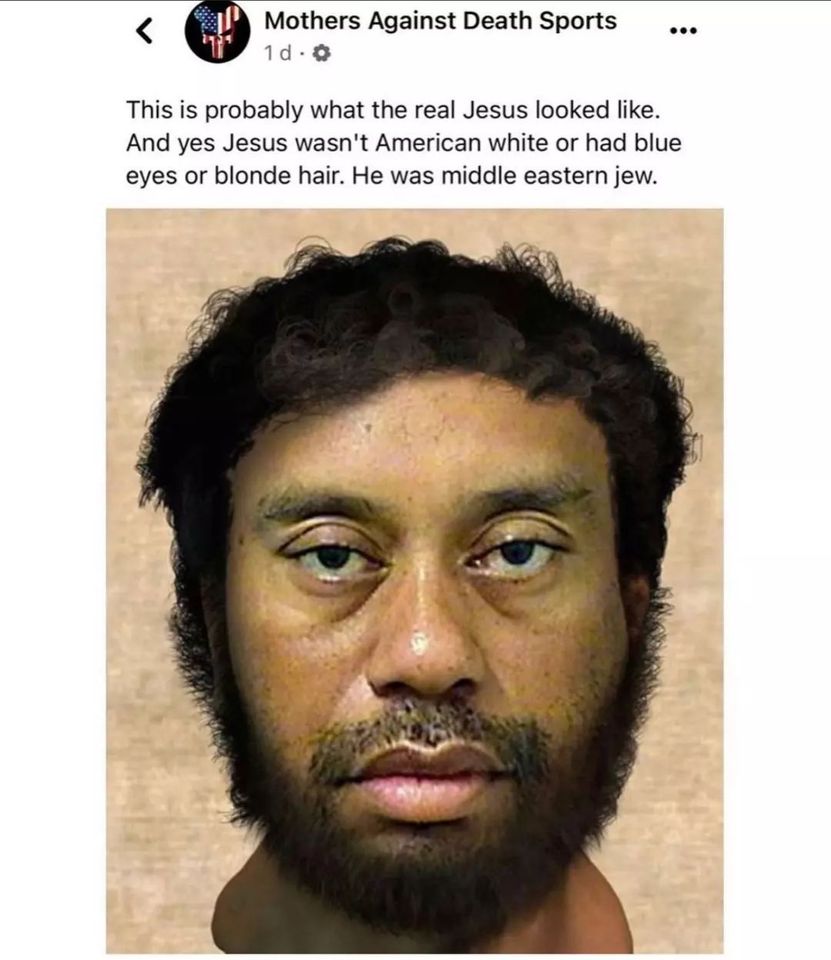 Mothers Against Death Sports
1 d ·
This is probably what the real Jesus looked like.
And yes Jesus wasn't American white or had blue
eyes or blonde hair. He was middle eastern jew.